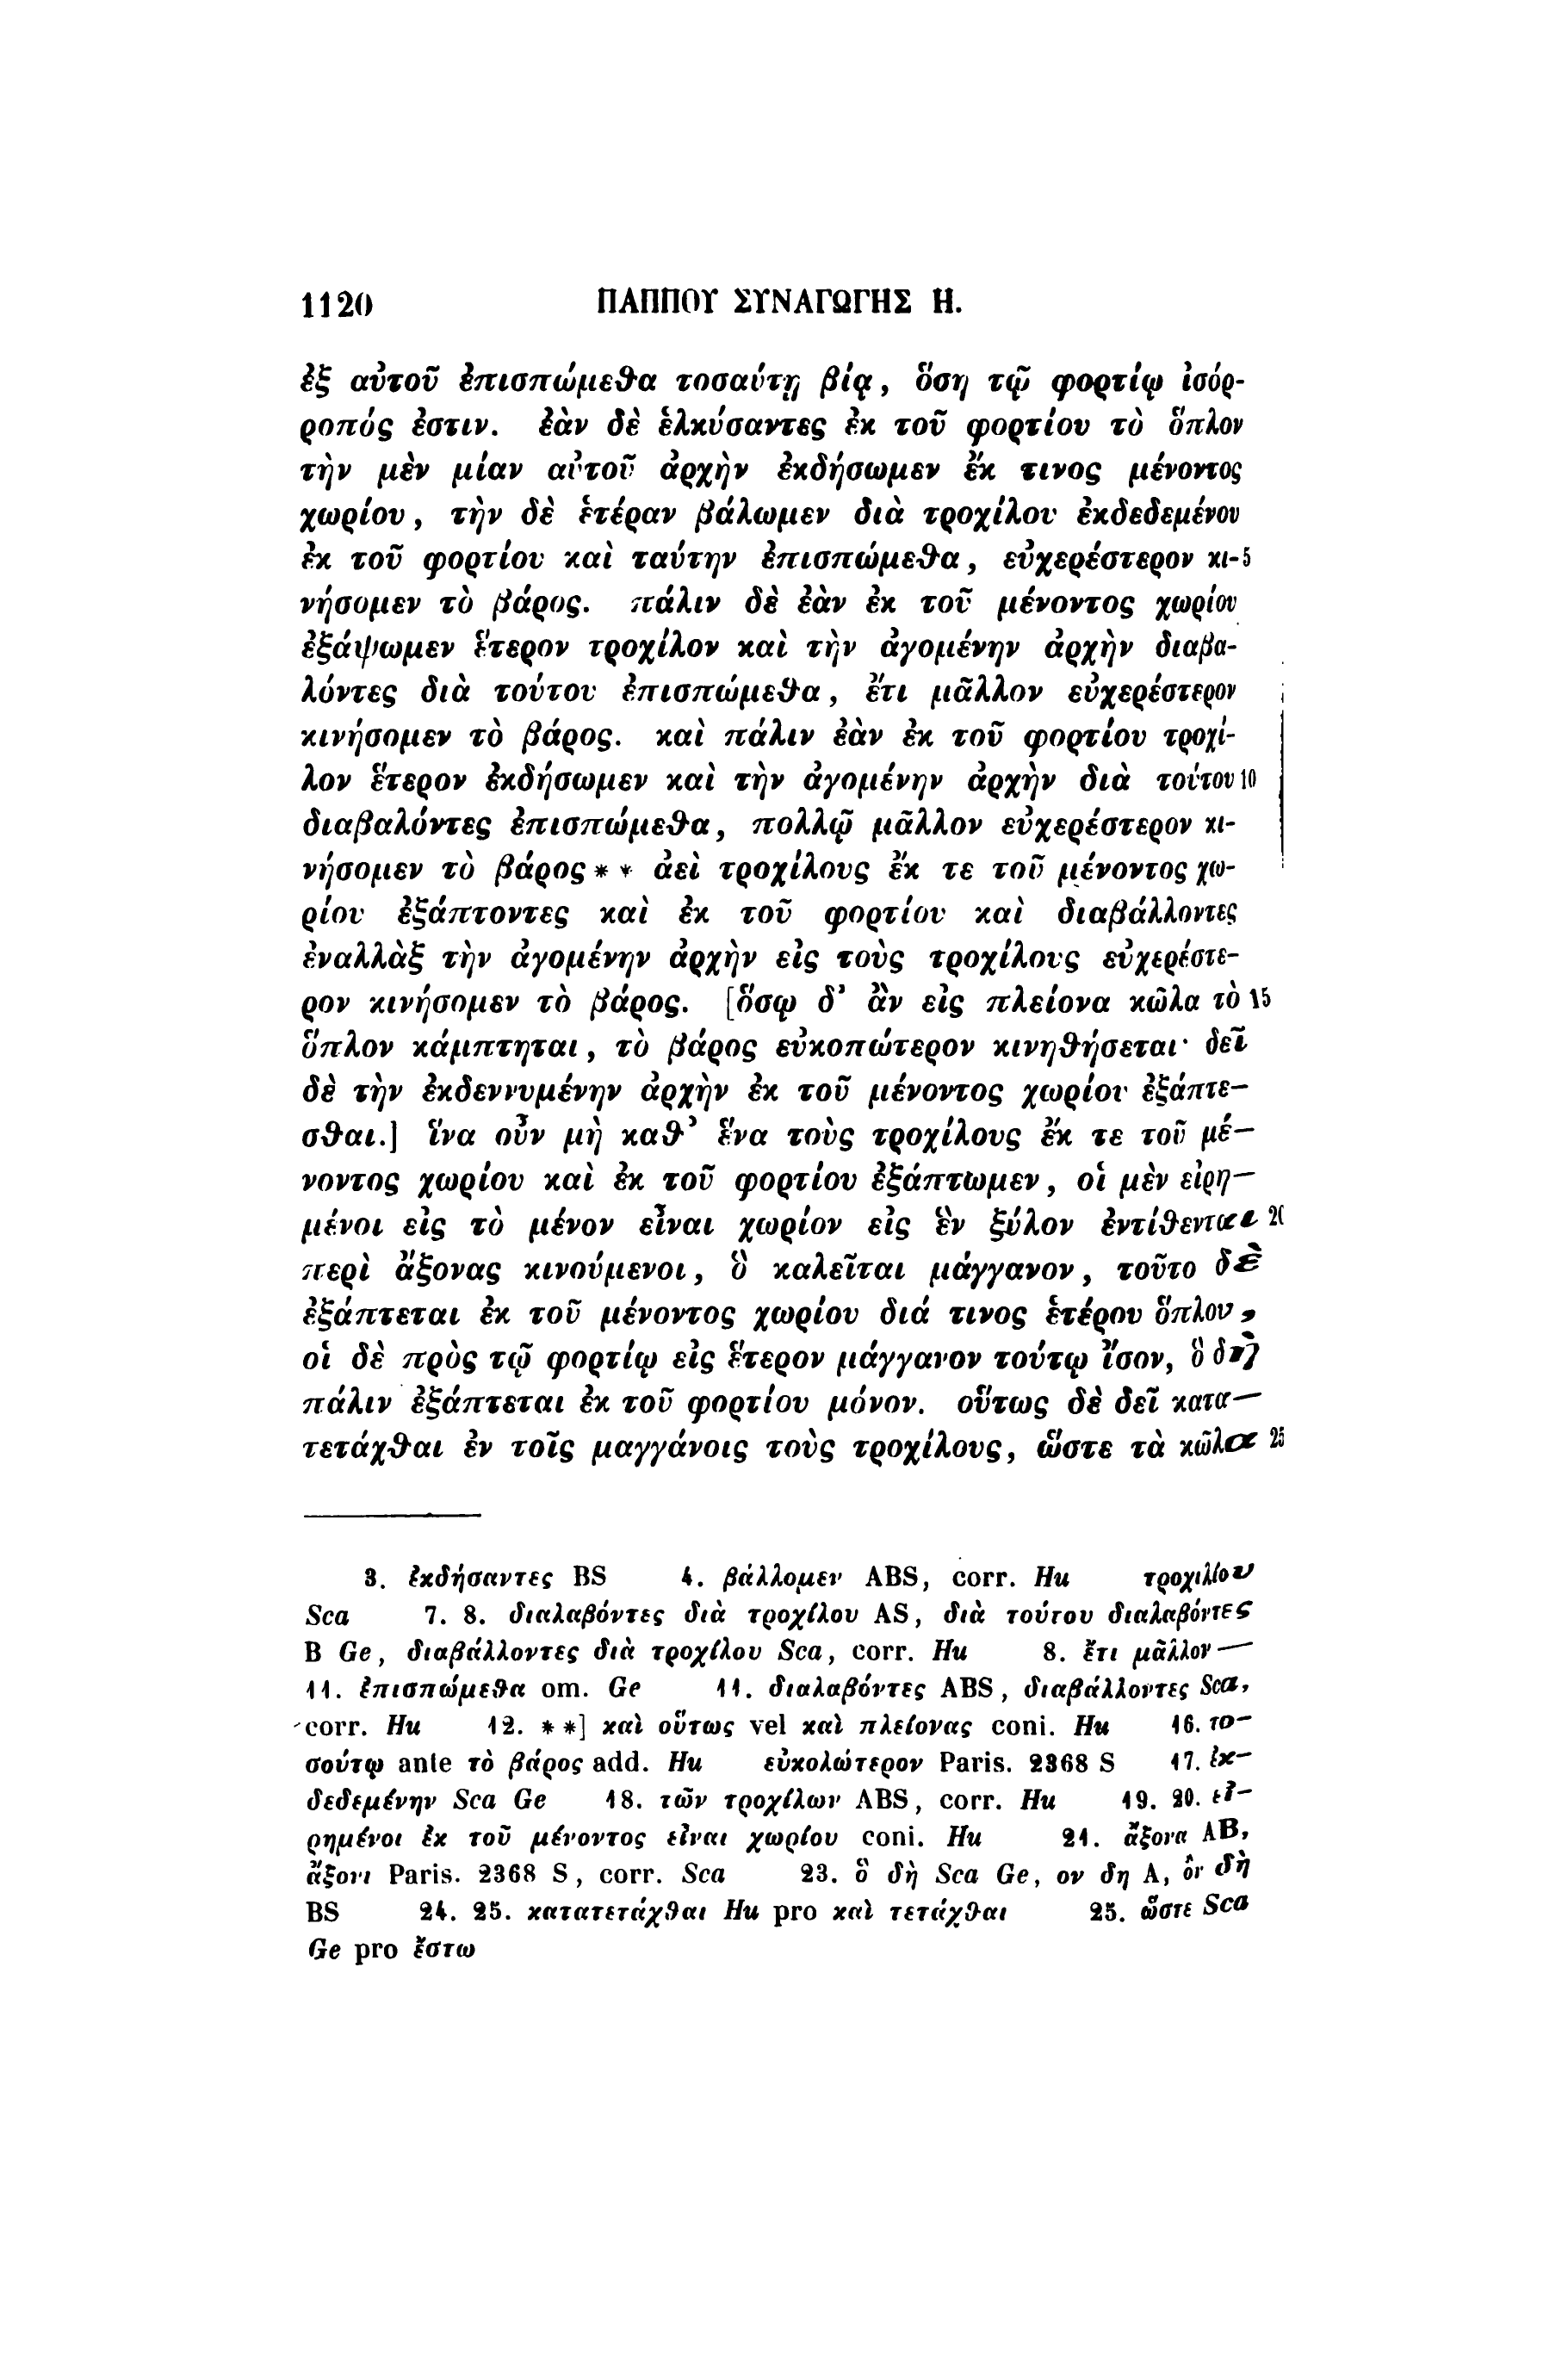 1120 ΠΑΠΠΟΥ ΣΥΝΑΓΩΓΗΣ Η.
ἐξ αὐτοῦ ἐπισπώμεϑα τοσαύτῃ βίᾳ, ὅση τῷ φορτίῳ ἰσόρ-
ροπός ἐστιν. ἐὰν δὲ ἑλκύσαντες ἐκ τοῦ φορτίου τὸ ὅπλον
τὴν μὲν μίαν αὐτοῦ ἀρχὴν ἐκδήσωμεν ἔκ τινος μένοντος
χωρίου, τὴν δὲ ἑτέραν βάλωμεν διὰ τροχίλου ἐκδεδεμένου
ἐκ τοῦ φορτίου καὶ ταύτην ἐπισπώμεϑα, εὐχερέστερον κι- 5
νήσομεν τὸ βάρος. πάλιν δὲ ἐὰν ἐκ τοῦ μένοντος χωρίου
ἐξάψωμεν ἕτερον τροχίλον καὶ τὴν ἀγομένην ἀρχὴν διαβα-
λόντες διὰ τούτου ἐπισπώμεϑα, ἔτι μᾶλλον εὐχερέστερον
κινήσομεν τὸ βάρος. καὶ πάλιν ἐὰν ἐκ τοῦ φορτίου τροχί-
λον ἕτερον ἐκδήσωμεν καὶ τὴν ἀγομένην ἀρχὴν διὰ τούτου 10
διαβαλόντες ἐπισπώμεϑα, πολλῷ μᾶλλον εὐχερέστερον κι-
νήσομεν τὸ βάρος * * ἀεὶ τροχίλους ἔκ τε τοῦ μένοντος χω-
ρίου ἐξάπτοντες καὶ ἐκ τοῦ φορτίου καὶ διαβάλλοντες
ἐναλλὰξ τὴν ἀγομένην ἀρχὴν εἰς τοὺς τροχίλους εὐχερέστε-
ρον κινήσομεν τὸ βάρος. [ὅσῳ δ’ ἂν εἰς πλείονα κῶλα τὸ 15
ὅπλον κάμπτηται, τὸ βάρος εὐκοπώτερον κινηϑήσεται· δεῖ
δὲ τὴν ἐκδεννυμένην ἀρχὴν ἐκ τοῦ μένοντος χωρίου ἐξάπτε-
σϑαι.] ἵνα οὖν μὴ καϑ’ ἕνα τοὺς τροχίλους ἔκ τε τοῦ μέ-
νοντος χωρίου καὶ ἐκ τοῦ φορτίου ἐξάπτωμεν, οἱ μὲν εἰρη-
μένοι εἰς τὸ μένον εἶναι χωρίον εἰς ἓν ξύλον ἐντίϑενται 20
περὶ ἄξονας κινούμενοι, ὃ καλεῖται μάγγανον, τοῦτο δὲ
ἐξάπτεται ἐκ τοῦ μένοντος χωρίου διά τινος ἑτέρου ὅπλου,
οἱ δὲ πρὸς τῷ φορτίῳ εἰς ἕτερον μάγγανον τούτῳ ἴσον, ὃ δὴ
πάλιν ἐξάπτεται ἐκ τοῦ φορτίου μόνον. οὕτως δὲ δεῖ κατα-
τετάχϑαι ἐν τοῖς μαγγάνοις τοὺς τροχίλους, ὥστε τὰ κῶλα 25
3. ἐκδήσαντες BS 4. βάλλομεν ABS, corr. Hu τροχιλίου
Sca 7. 8. διαλαβόντες διὰ τροχίλου AS, διὰ τούτου διαλαβόντες
B Ge, διαβάλλοντες διὰ τροχίλου Sca, corr. Hu 8. ἔτι μᾶλλον —
11. ἐπισπώμεϑα om. Ge 11. διαλαβόντες ABS, διαβάλλοντες Sca,
corr. Hu 12. * *] καὶ οὕτως vel καὶ πλείονας coni. Hu 16. το-
σούτῳ ante τὸ βάρος add. Hu εὐκολώτερον Paris. 2368 S 17. ἐκ-
δεδεμένην Sca Ge 18. τῶν τροχίλων ABS, corr. Hu 19. 20. εἰ-
ρημένοι ἐκ τοῦ μένοντος εἶναι χωρίου coni. Hu 21. ἄξονα AB,
ἄξονι Paris. 2368 S, corr. Sca 23. ὃ δὴ Sca Ge, ον δη A, ὃν δὴ
BS 24. 25. κατατετάχϑαι Hu pro καὶ τετάχϑαι 25. ὥστε Sca
Ge pro ἔστω